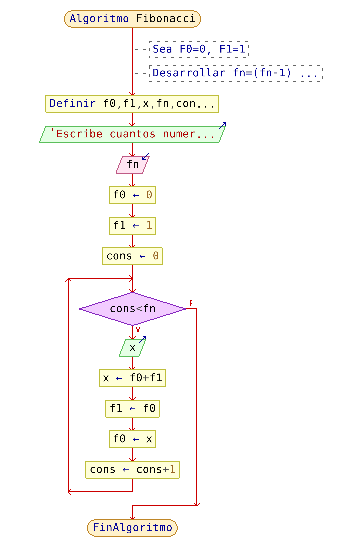 Algoritmo Fibonacci
Sea F0=0, F1=1
Desarrollar fn=(fn-1) ...
Definir f0,f1,x,fn,con...
'Escribe cuantos numer...
fn
f0 ← 0
f1 ← 1
cons ← 0
cons<fn
F
V
x
x ← f0+f1
f1 ← f0
f0 ← x
cons ← cons+1
FinAlgoritmo